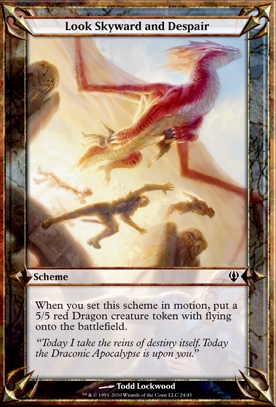 Look Skyward and Despair
Scheme
When you set this scheme in motion, put a
5/5 red Dragon creature token with flying
onto the battlefield.
“Today I take the reins of destiny itself. Today
the Draconic Apocalypse is upon you.”
Todd Lockwood
™ & © 1993–2010 Wizards of the Coast LLC 24/45